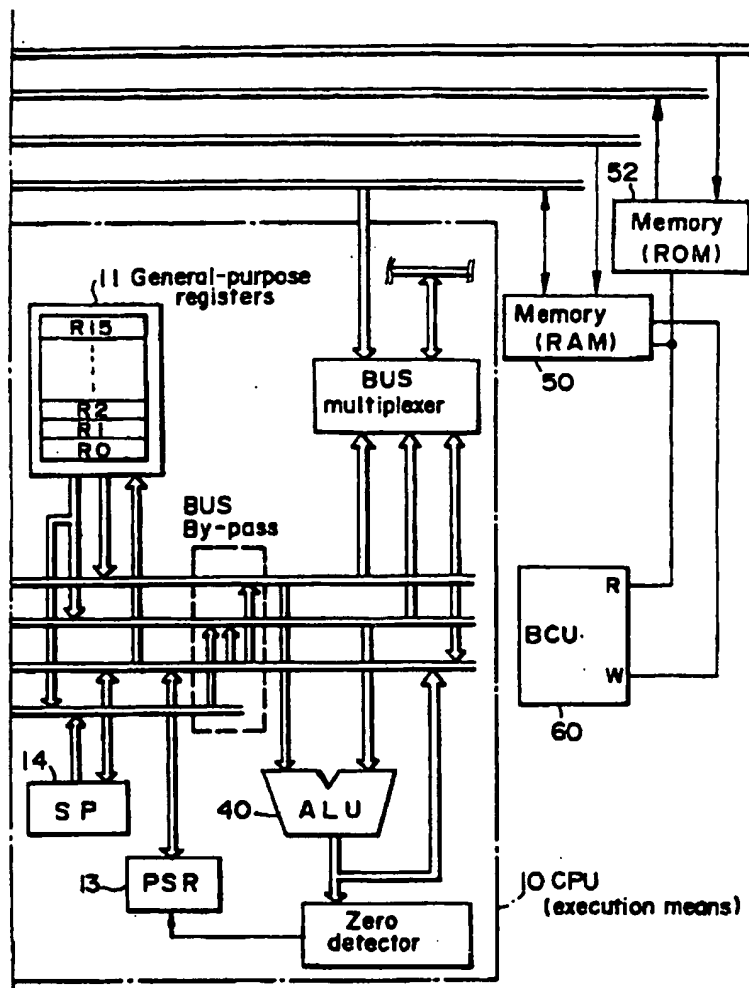 52
Memory
(ROM)
11 General-purpose
registers
R15
R2
R1
R0
Memory
(RAM)
50
BUS
multiplexer
BUS
By-pass
R
BCU
W
60
14
SP
40
ALU
13
PSR
Zero
detector
10 CPU
(execution means)